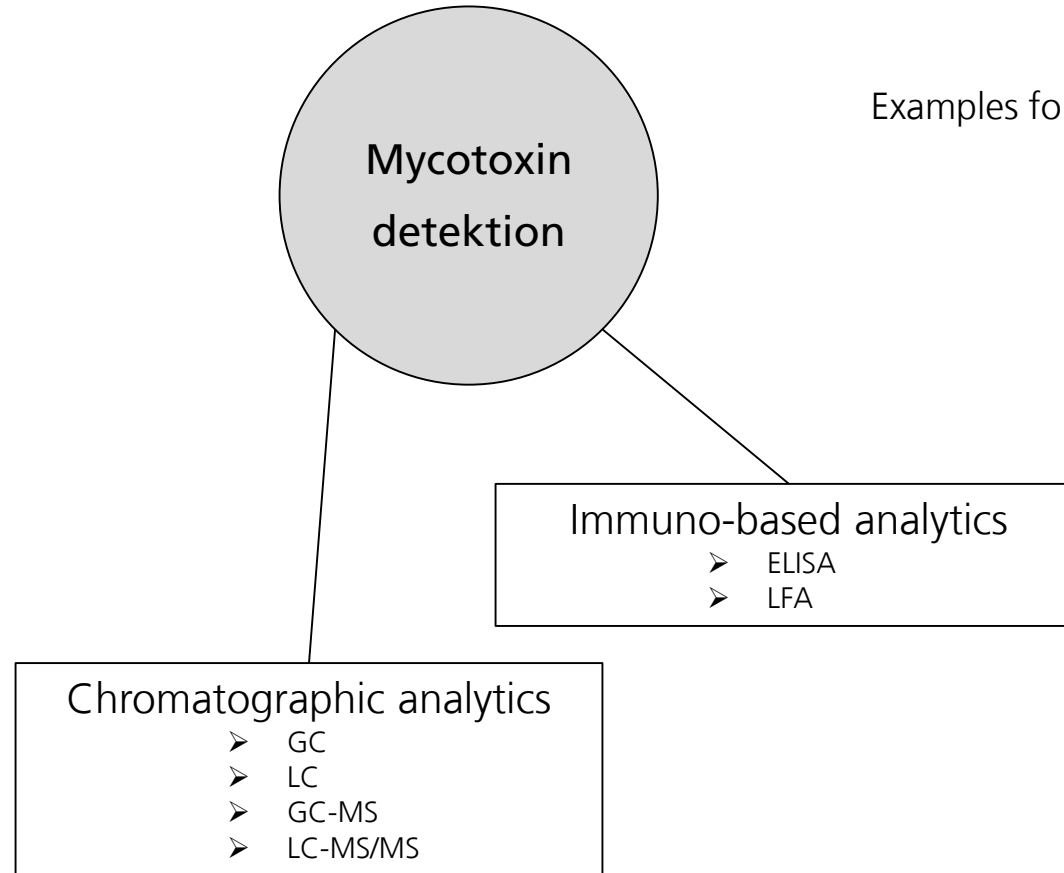 Examples fo
Mycotoxin
detektion
Immuno-based analytics
➢ ELISA
➢ LFA
Chromatographic analytics
➢ GC
➢ LC
➢ GC-MS
➢ LC-MS/MS